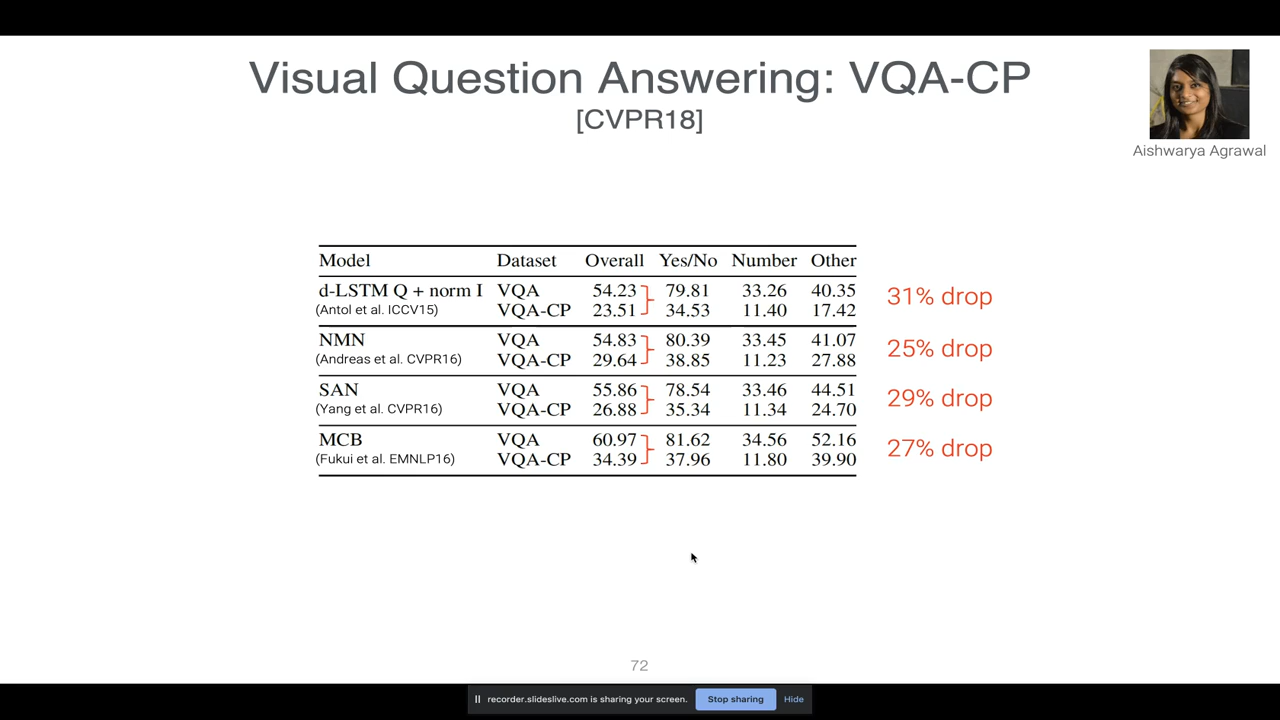 Visual Question Answering: VQA-CP
[CVPR18]
Aishwarya Agrawal
Model Dataset Overall Yes/No Number Other
d-LSTM Q + norm I VQA 54.23 79.81 33.26 40.35
(Antol et al. ICCV15) VQA-CP 23.51 34.53 11.40 17.42
31% drop
NMN VQA 54.83 80.39 33.45 41.07
(Andreas et al. CVPR16) VQA-CP 29.64 38.85 11.23 27.88
25% drop
SAN VQA 55.86 78.54 33.46 44.51
(Yang et al. CVPR16) VQA-CP 26.88 35.34 11.34 24.70
29% drop
MCB VQA 60.97 81.62 34.56 52.16
(Fukui et al. EMNLP16) VQA-CP 34.39 37.96 11.80 39.90
27% drop
72
recorder.slideslive.com is sharing your screen. Stop sharing Hide